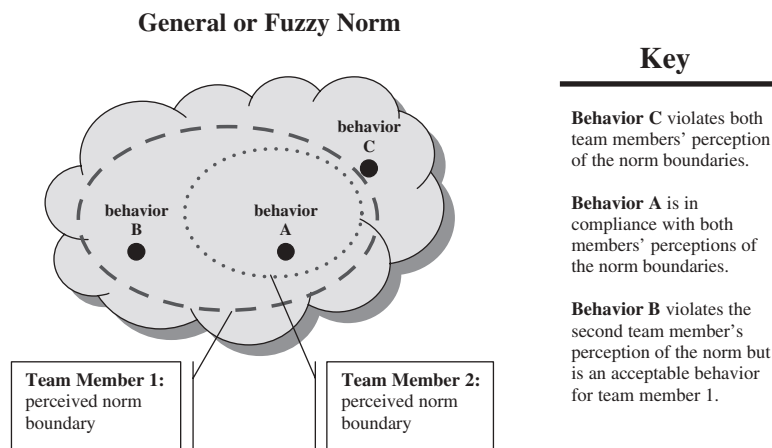 General or Fuzzy Norm
behavior
C
behavior
B
behavior
A
Team Member 1:
perceived norm
boundary
Team Member 2:
perceived norm
boundary
Key
Behavior C violates both
team members’ perception
of the norm boundaries.
Behavior A is in
compliance with both
members’ perceptions of
the norm boundaries.
Behavior B violates the
second team member’s
perception of the norm but
is an acceptable behavior
for team member 1.